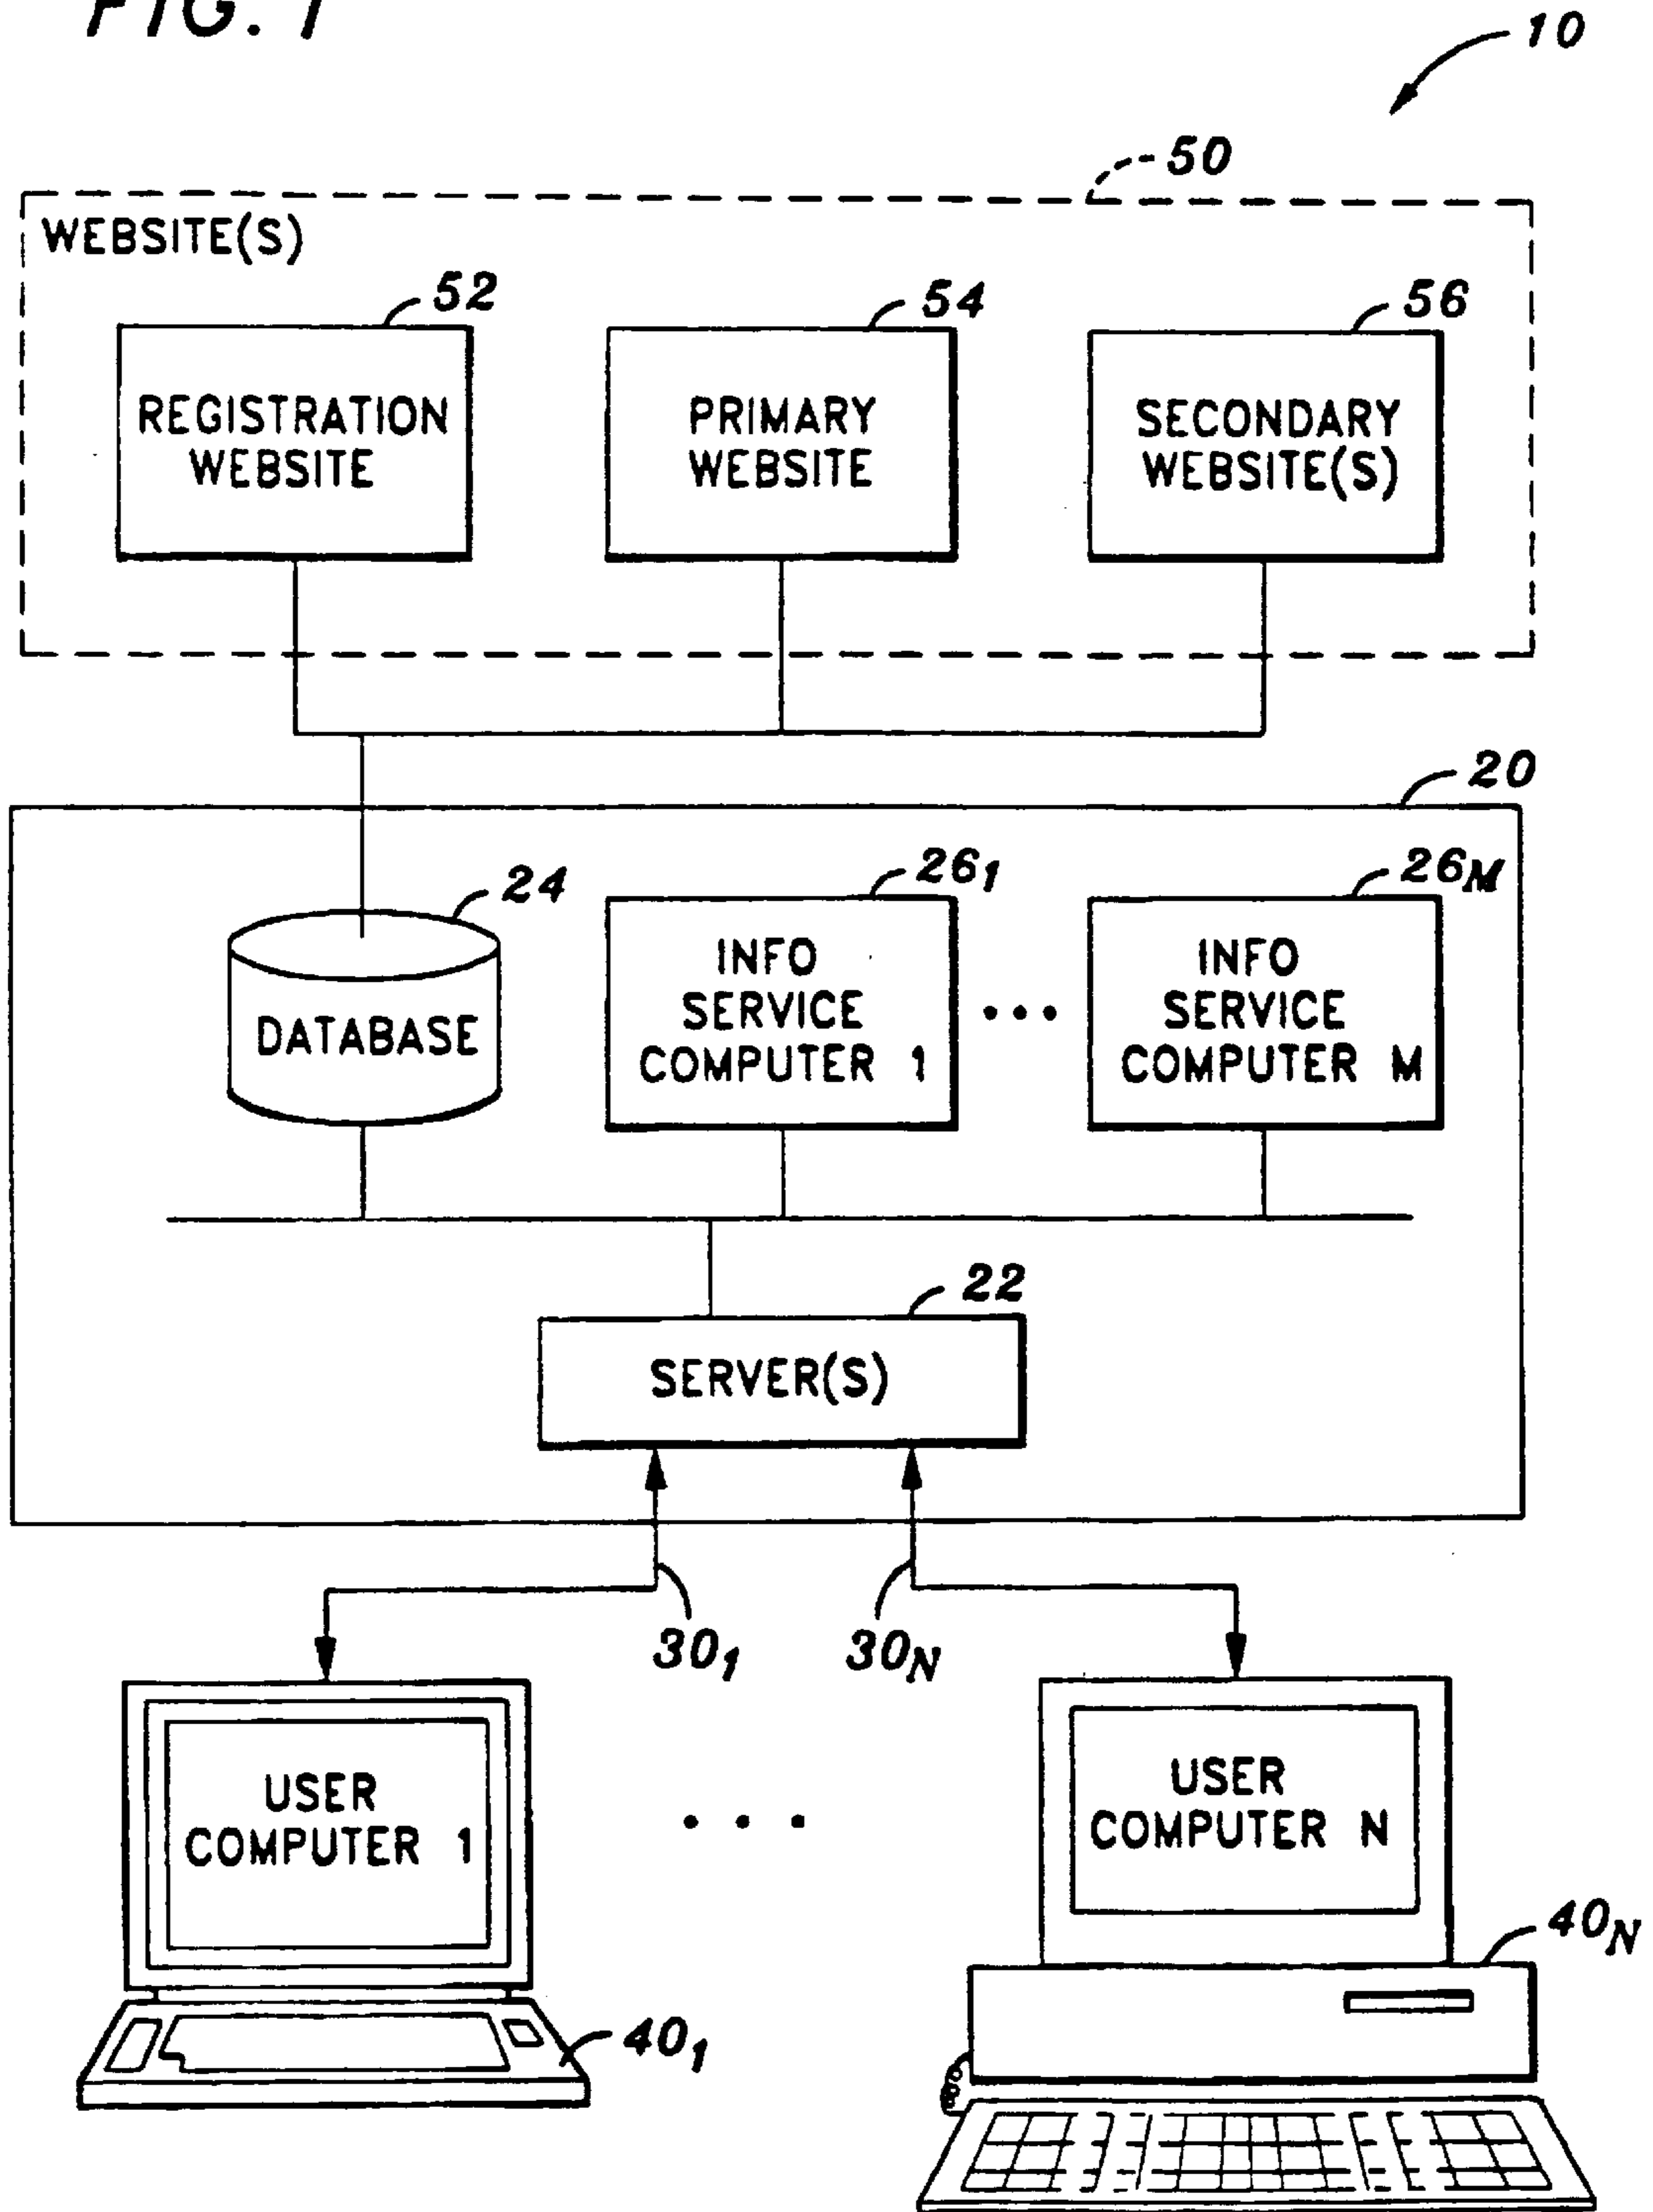 FIG. 1
10
50
WEBSITE(S)
52
54
56
REGISTRATION
WEBSITE
PRIMARY
WEBSITE
SECONDARY
WEBSITE(S)
20
24
26₁
26M
DATABASE
INFO
SERVICE
COMPUTER 1
INFO
SERVICE
COMPUTER M
22
SERVER(S)
30₁
30N
USER
COMPUTER 1
USER
COMPUTER N
40₁
40N